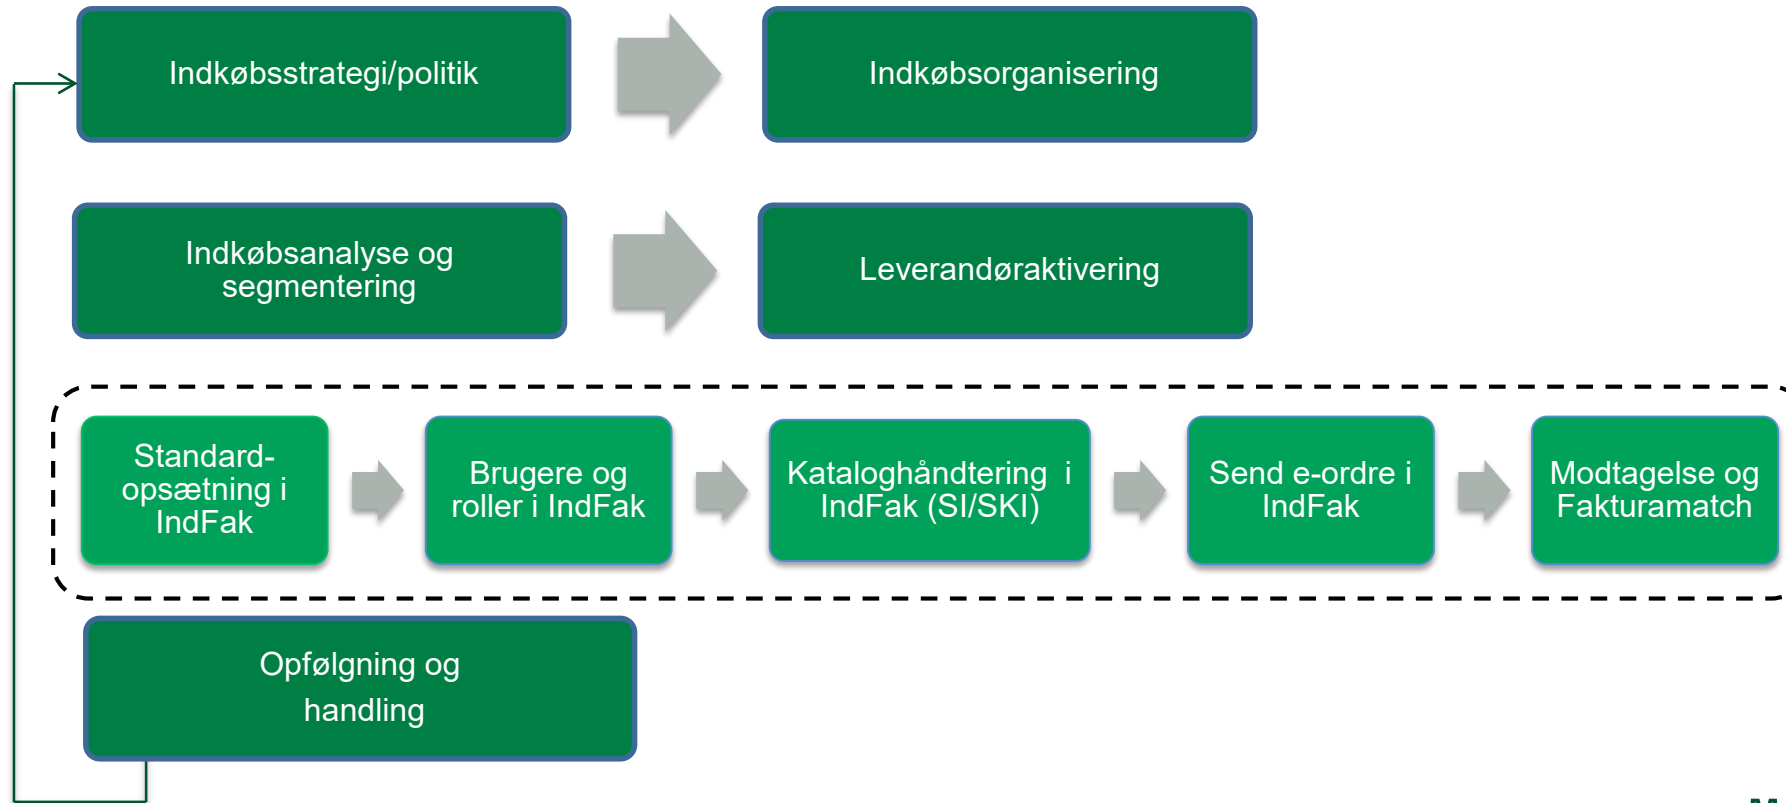 Indkøbsstrategi/politik
Indkøbsorganisering
Indkøbsanalyse og
segmentering
Leverandøraktivering
Standard-
opsætning i
IndFak
Brugere og
roller i IndFak
Kataloghåndtering i
IndFak (SI/SKI)
Send e-ordre i
IndFak
Modtagelse og
Fakturamatch
Opfølgning og
handling